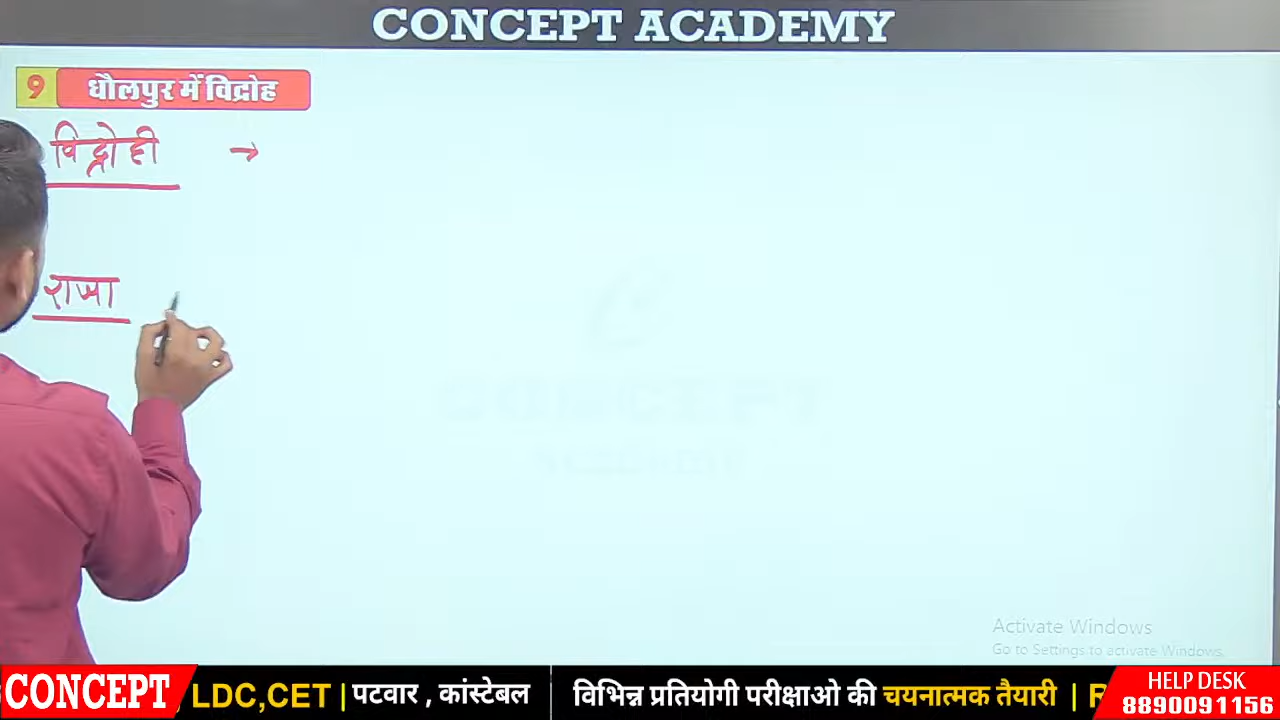 CONCEPT ACADEMY
9 धौलपुर में विद्रोह
विद्रोही →
राजा
Activate Windows
Go to Settings to activate Windows.
CONCEPT LDC,CET | पटवार , कांस्टेबल विभिन्न प्रतियोगी परीक्षाओ की चयनात्मक तैयारी | R HELP DESK
8890091156